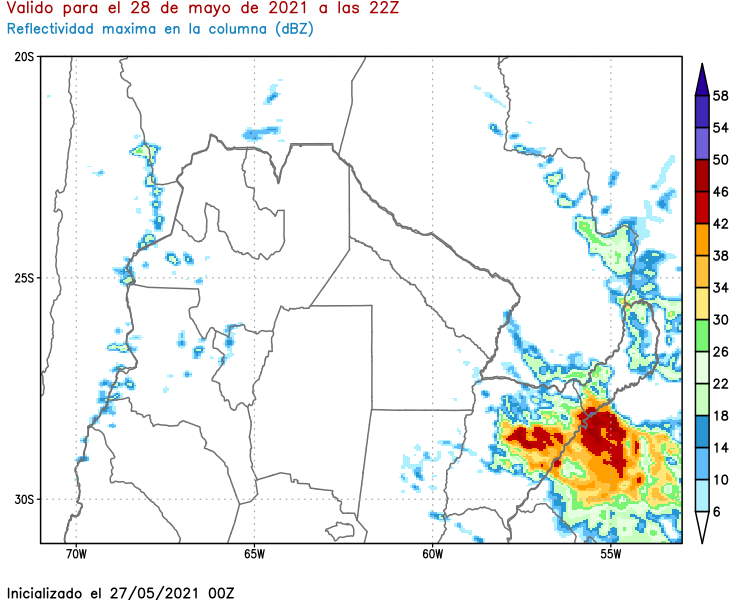 Valido para el 28 de mayo de 2021 a las 22Z
Reflectividad maxima en la columna (dBZ)
20S
25S
30S
70W
65W
60W
55W
58
54
50
46
42
38
34
30
26
22
18
14
10
6
Inicializado el 27/05/2021 00Z